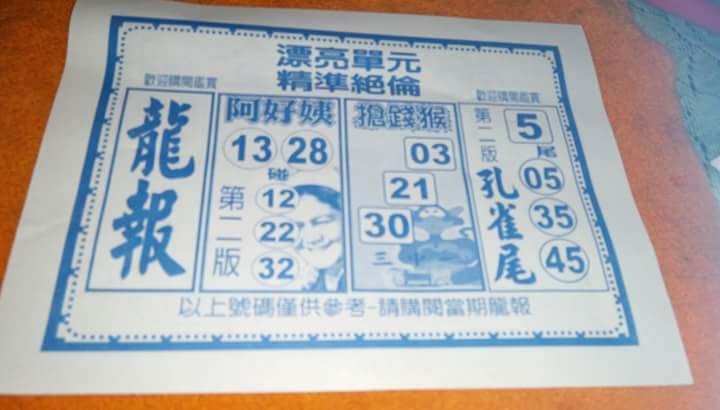 漂亮單元
精準絕倫
歡迎購閱鑑賞
歡迎購閱鑑賞
龍報
阿好姨
13 28
碰
第二版
12
22
32
搶錢猴
03
21
30
三
第二版
5
尾
孔雀尾
05
35
45
以上號碼僅供參考-請購閱當期龍報